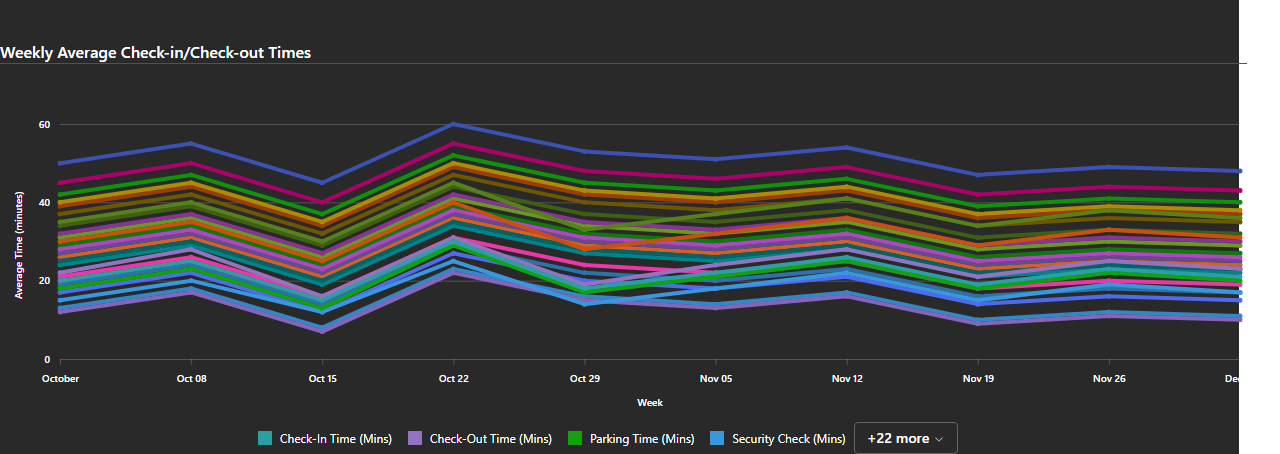 Weekly Average Check-in/Check-out Times
Average Time (minutes)
60
40
20
0
October Oct 08 Oct 15 Oct 22 Oct 29 Nov 05 Nov 12 Nov 19 Nov 26 Dec
Week
Check-In Time (Mins) Check-Out Time (Mins) Parking Time (Mins) Security Check (Mins) +22 more